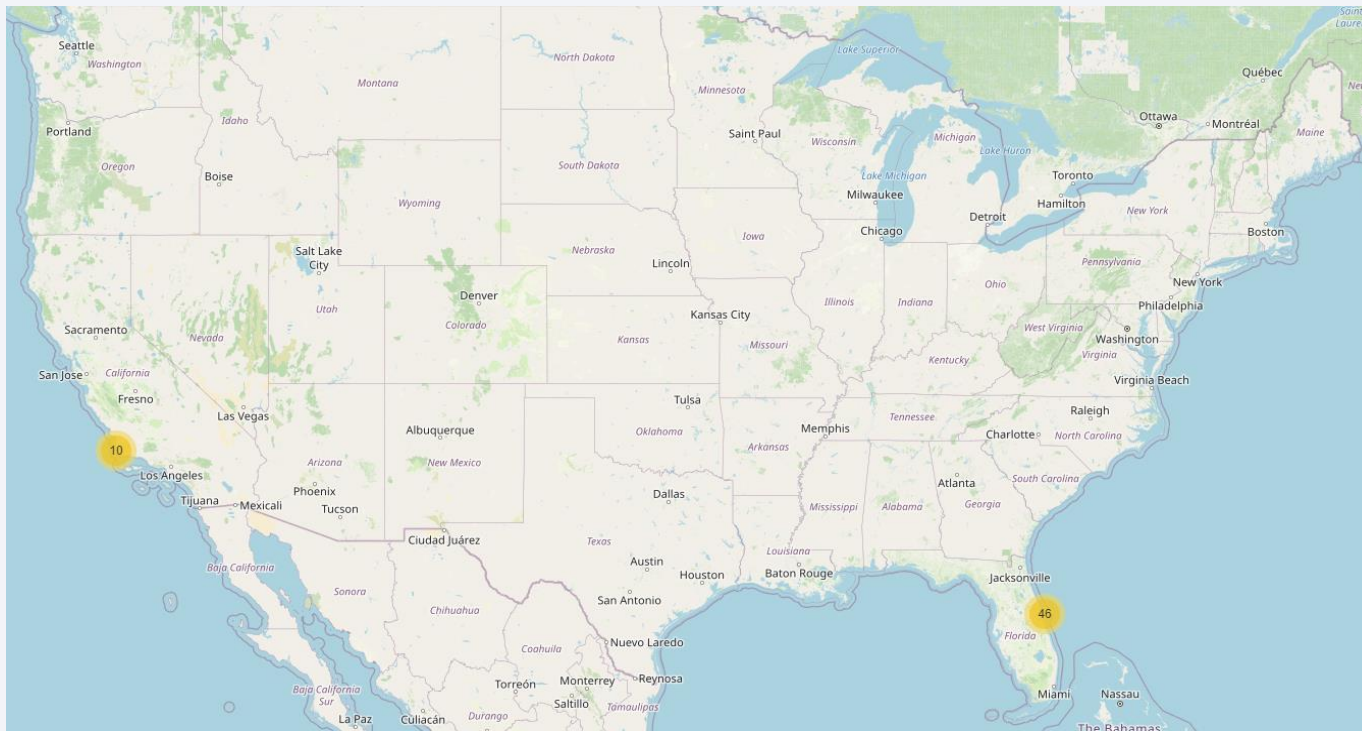 Seattle
Washington
Portland
Oregon
Idaho
Boise
Montana
North Dakota
South Dakota
Minnesota
Saint Paul
Wisconsin
Lake Superior
Michigan
Lake Huron
Lake Michigan
Milwaukee
Chicago
Detroit
Toronto
Hamilton
Ottawa
Montréal
Québec
Maine
New York
Boston
New York
Pennsylvania
Philadelphia
Wyoming
Nebraska
Iowa
Lincoln
Salt Lake
City
Utah
Denver
Colorado
Kansas
Kansas City
Missouri
Illinois
Indiana
Ohio
West Virginia
Washington
Virginia
Kentucky
Virginia Beach
Sacramento
Nevada
San Jose
California
Fresno
Las Vegas
10
Los Angeles
Tijuana
Mexicali
Arizona
Phoenix
Tucson
Albuquerque
New Mexico
Ciudad Juárez
Tulsa
Oklahoma
Arkansas
Memphis
Tennessee
Raleigh
Charlotte
North Carolina
South Carolina
Atlanta
Georgia
Alabama
Mississippi
Dallas
Texas
Louisiana
Baton Rouge
Austin
Houston
San Antonio
Jacksonville
46
Florida
Miami
Nassau
The Bahamas
Baja California
Sonora
Chihuahua
Coahuila
Nuevo Laredo
Reynosa
Monterrey
Saltillo
Tamaulipas
Torreón
Durango
Culiacán
Baja California
Sur
La Paz